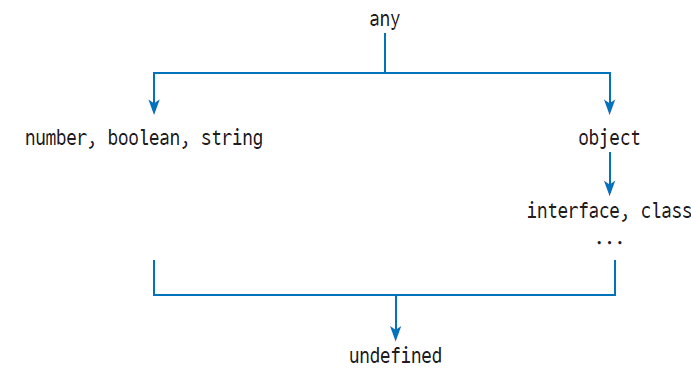 any
number, boolean, string
object
interface, class
...
undefined